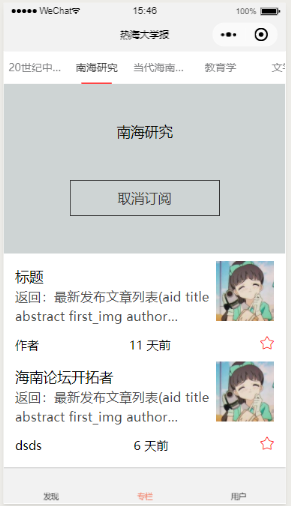 WeChat 15:46 100%
热海大学报
20世纪中... 南海研究 当代海南... 教育学 文学
南海研究
取消订阅
标题
返回：最新发布文章列表(aid title
abstract first_img author...
作者 11 天前
海南论坛开拓者
返回：最新发布文章列表(aid title
abstract first_img author...
dsds 6 天前
发现 专栏 用户